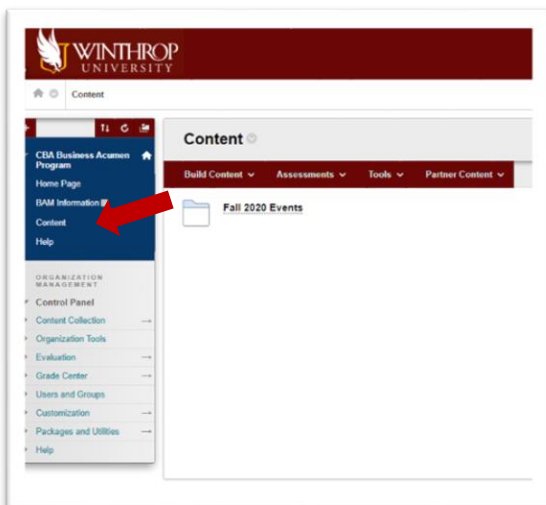 WINTHROP
UNIVERSITY
Content
CBA Business Acumen
Program
Home Page
BAM Information
Content
Help
ORGANIZATION
MANAGEMENT
Control Panel
Content Collection
Organization Tools
Evaluation
Grade Center
Users and Groups
Customization
Packages and Utilities
Help
Content
Build Content
Assessments
Tools
Partner Content
Fall 2020 Events